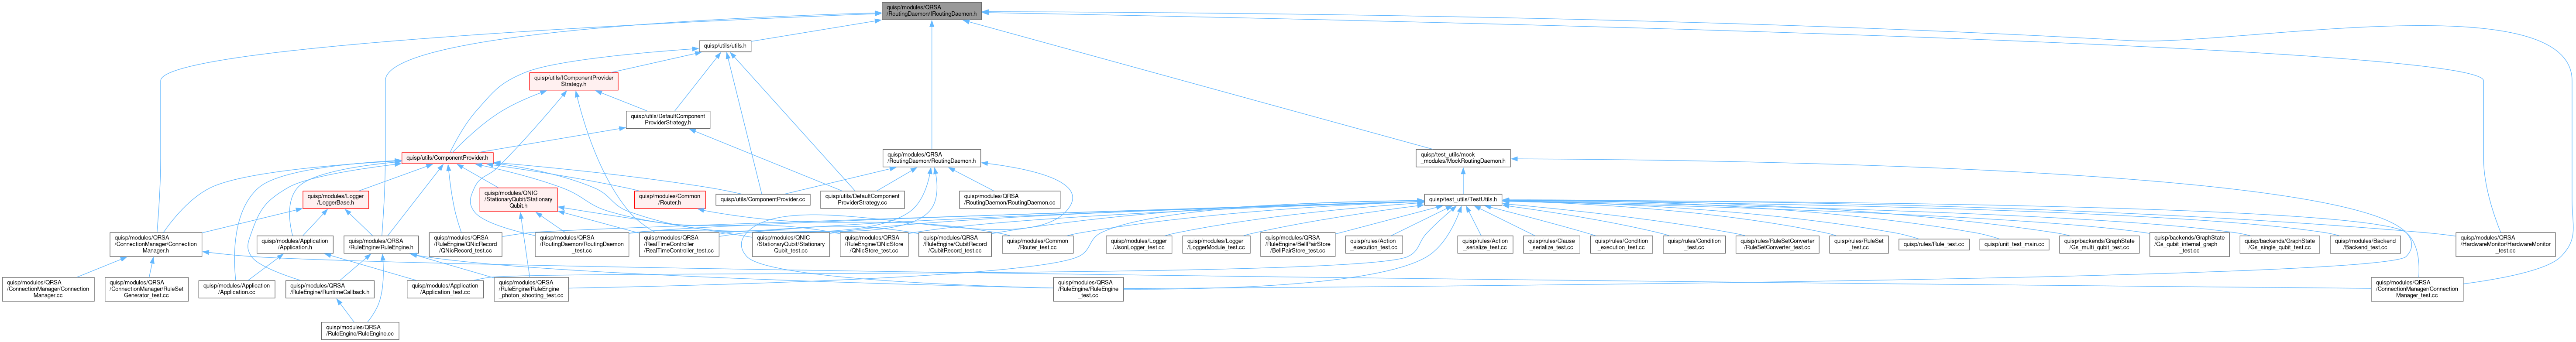 quisp/modules/QRSA
/RoutingDaemon/IRoutingDaemon.h
quisp/utils/utils.h
quisp/utils/IComponentProvider
Strategy.h
quisp/utils/DefaultComponent
ProviderStrategy.h
quisp/utils/ComponentProvider.h
quisp/modules/QRSA
/RoutingDaemon/RoutingDaemon.h
quisp/test_utils/mock
_modules/MockRoutingDaemon.h
quisp/modules/Logger
/LoggerBase.h
quisp/modules/QNIC
/StationaryQubit/Stationary
Qubit.h
quisp/modules/Common
/Router.h
quisp/utils/ComponentProvider.cc
quisp/utils/DefaultComponent
ProviderStrategy.cc
quisp/modules/QRSA
/RoutingDaemon/RoutingDaemon.cc
quisp/test_utils/TestUtils.h
quisp/modules/QRSA
/ConnectionManager/Connection
Manager.h
quisp/modules/Application
/Application.h
quisp/modules/QRSA
/RuleEngine/RuleEngine.h
quisp/modules/QRSA
/RuleEngine/QNicRecord
/QNicRecord_test.cc
quisp/modules/QRSA
/RoutingDaemon/RoutingDaemon
_test.cc
quisp/modules/QRSA
/RealTimeController
/RealTimeController_test.cc
quisp/modules/QNIC
/StationaryQubit/Stationary
Qubit_test.cc
quisp/modules/QRSA
/RuleEngine/QNicStore
/QNicStore_test.cc
quisp/modules/QRSA
/RuleEngine/QubitRecord
/QubitRecord_test.cc
quisp/modules/Common
/Router_test.cc
quisp/modules/Logger
/JsonLogger_test.cc
quisp/modules/Logger
/LoggerModule_test.cc
quisp/modules/QRSA
/RuleEngine/BellPairStore
/BellPairStore_test.cc
quisp/rules/Action
_execution_test.cc
quisp/rules/Action
_serialize_test.cc
quisp/rules/Clause
_serialize_test.cc
quisp/rules/Condition
_execution_test.cc
quisp/rules/Condition
_test.cc
quisp/rules/RuleSetConverter
/RuleSetConverter_test.cc
quisp/rules/RuleSet
_test.cc
quisp/rules/Rule_test.cc
quisp/unit_test_main.cc
quisp/backends/GraphState
/Gs_multi_qubit_test.cc
quisp/backends/GraphState
/Gs_qubit_internal_graph
_test.cc
quisp/backends/GraphState
/Gs_single_qubit_test.cc
quisp/modules/Backend
/Backend_test.cc
quisp/modules/QRSA
/HardwareMonitor/HardwareMonitor
_test.cc
quisp/modules/QRSA
/ConnectionManager/Connection
Manager.cc
quisp/modules/QRSA
/ConnectionManager/RuleSet
Generator_test.cc
quisp/modules/Application
/Application.cc
quisp/modules/QRSA
/RuleEngine/RuntimeCallback.h
quisp/modules/Application
/Application_test.cc
quisp/modules/QRSA
/RuleEngine/RuleEngine
_photon_shooting_test.cc
quisp/modules/QRSA
/RuleEngine/RuleEngine
_test.cc
quisp/modules/QRSA
/ConnectionManager/Connection
Manager_test.cc
quisp/modules/QRSA
/RuleEngine/RuleEngine.cc